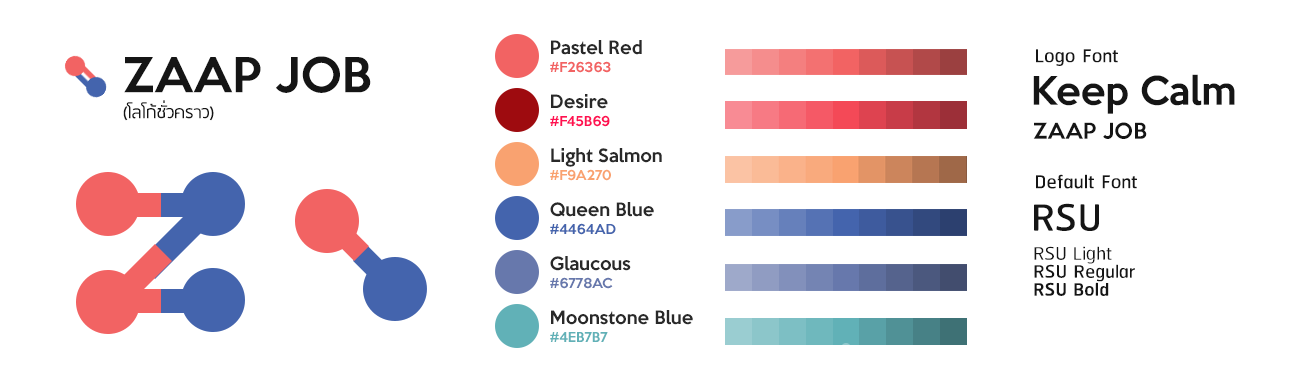 ZAAP JOB
(โลโก้ชั่วคราว)
Pastel Red
#F26363
Desire
#F45B69
Light Salmon
#F9A270
Queen Blue
#4464AD
Glaucous
#6778AC
Moonstone Blue
#4EB7B7
Logo Font
Keep Calm
ZAAP JOB
Default Font
RSU
RSU Light
RSU Regular
RSU Bold